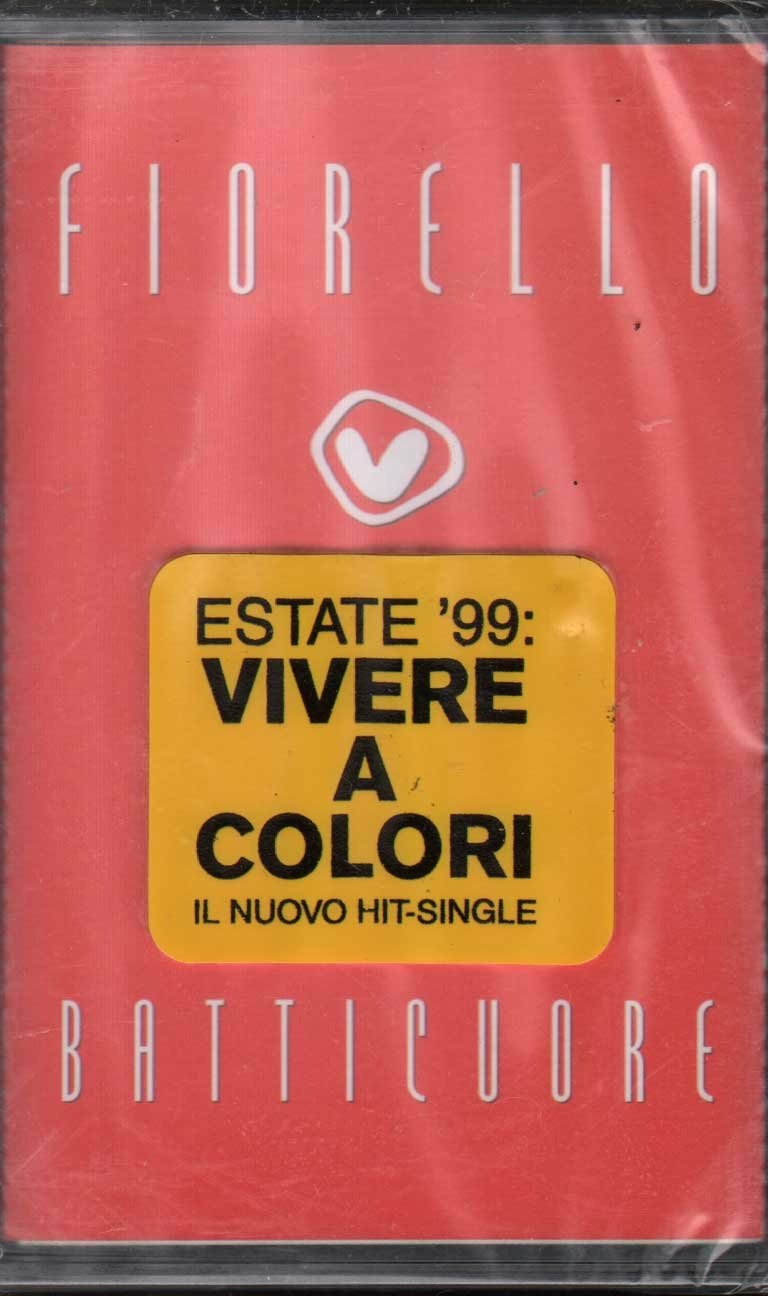 FIORELLO
ESTATE '99:
VIVERE
A
COLORI
IL NUOVO HIT-SINGLE
BATTICUORE